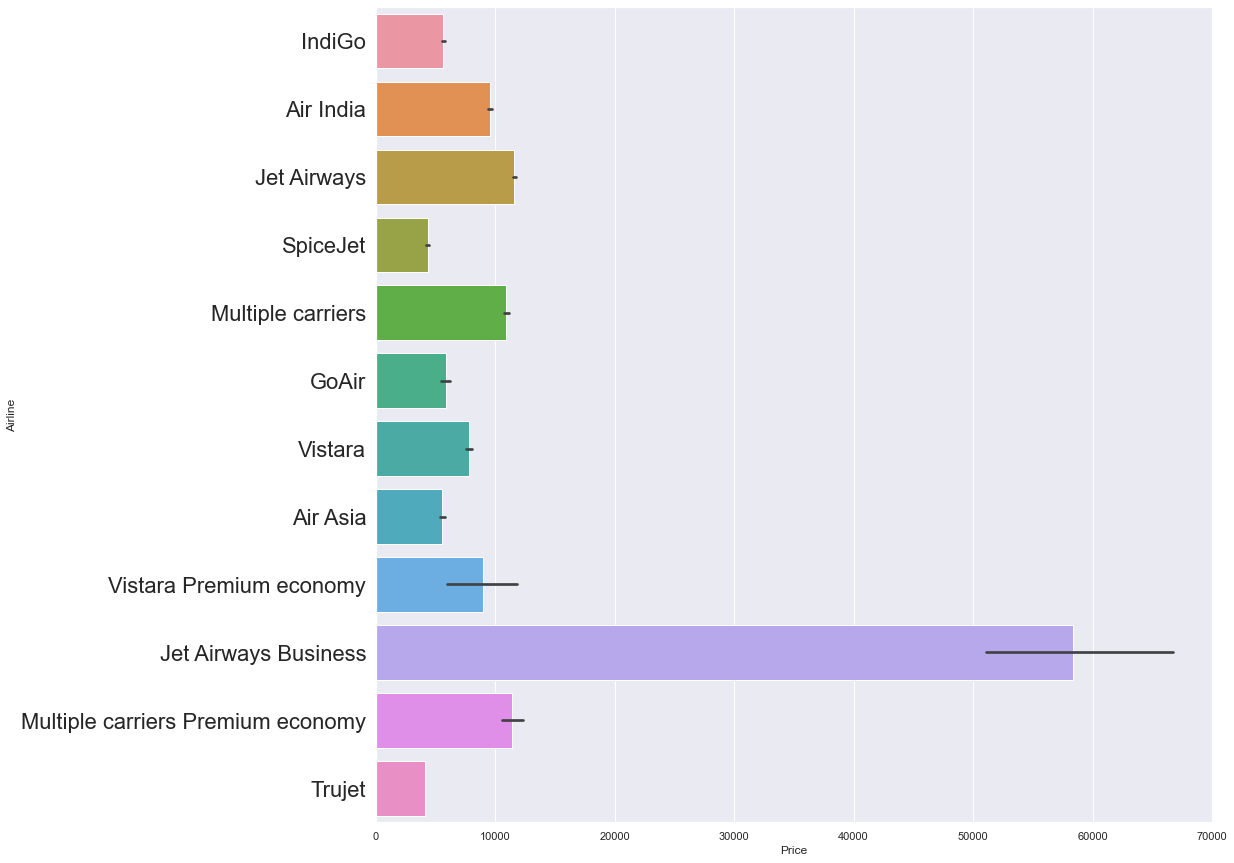 IndiGo
Air India
Jet Airways
SpiceJet
Multiple carriers
GoAir
Airline
Vistara
Air Asia
Vistara Premium economy
Jet Airways Business
Multiple carriers Premium economy
Trujet
0 10000 20000 30000 40000 50000 60000 70000
Price